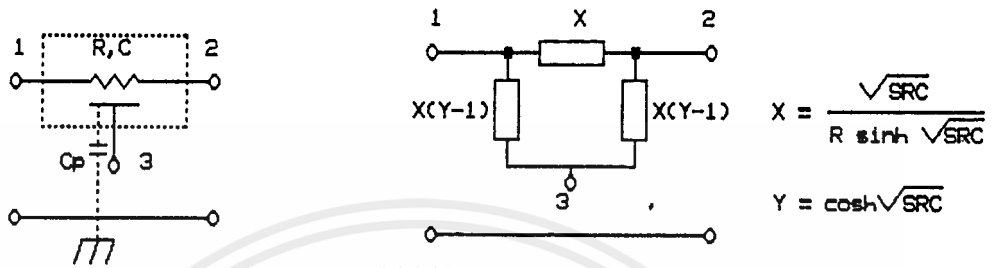 1 R,C 2
Cp 3
1 X 2
X(Y-1) X(Y-1)
3
X = √SRC / R sinh √SRC
Y = cosh√SRC